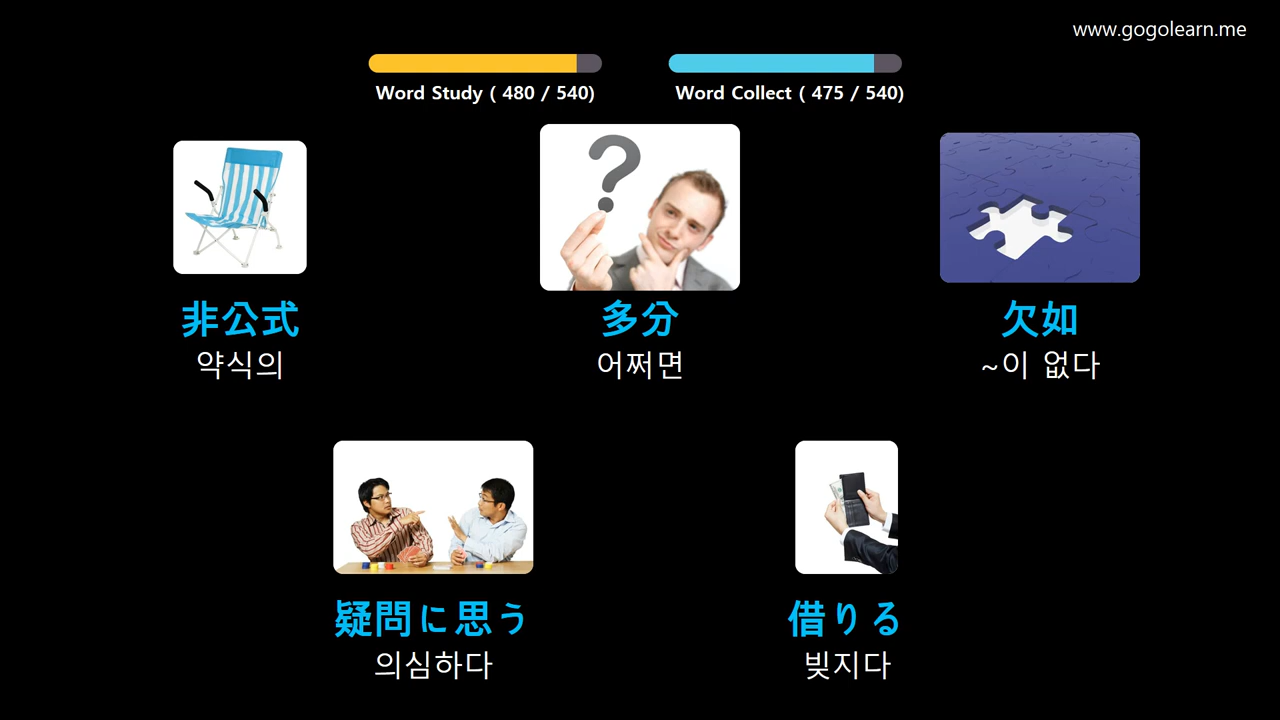 www.gogolearn.me
Word Study ( 480 / 540)
Word Collect ( 475 / 540)
非公式
약식의
多分
어쩌면
欠如
~이 없다
疑問に思う
의심하다
借りる
빚지다